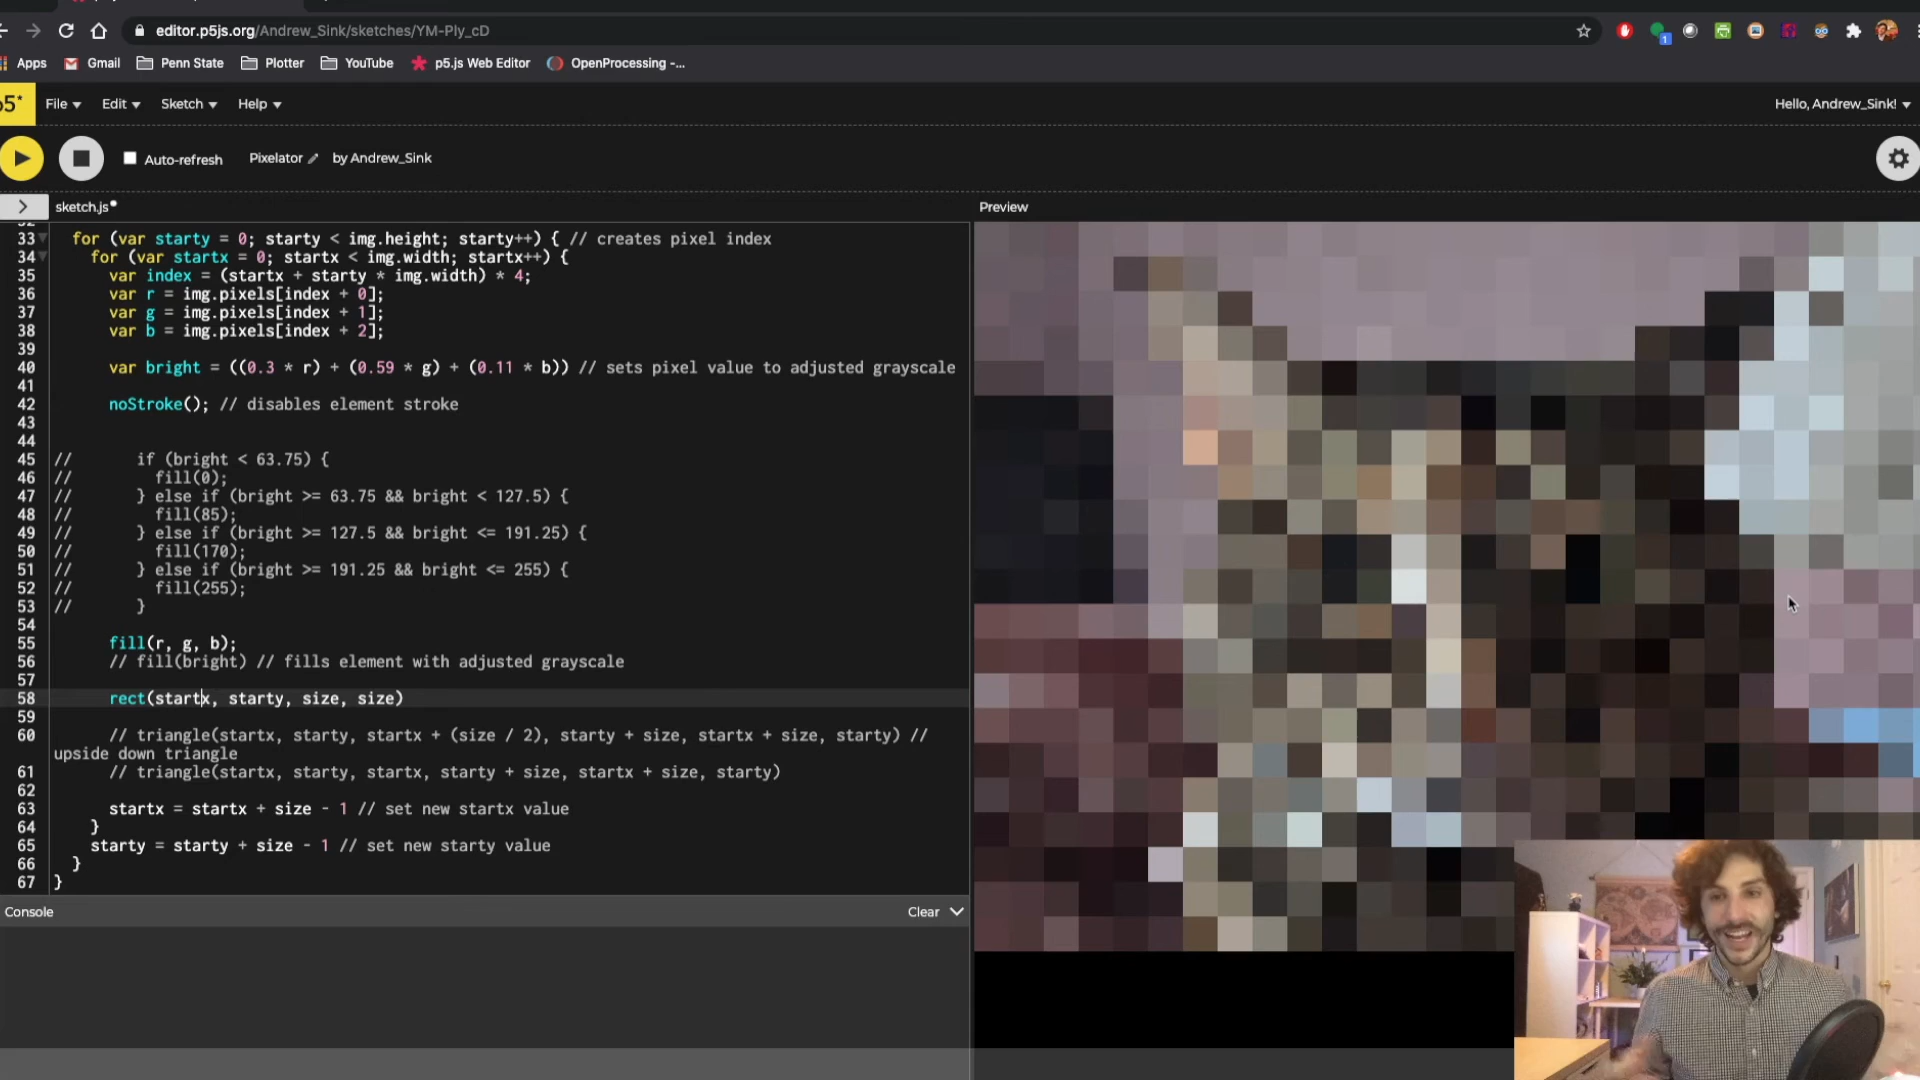 editor.p5js.org/Andrew_Sink/sketches/YM-Ply_cD
1
Apps Gmail Penn State Plotter YouTube p5.js Web Editor OpenProcessing -...
p5* File Edit Sketch Help Hello, Andrew_Sink!
Auto-refresh Pixelator by Andrew_Sink
sketch.js Preview
33 for (var starty = 0; starty < img.height; starty++) { // creates pixel index
34 for (var startx = 0; startx < img.width; startx++) {
35 var index = (startx + starty * img.width) * 4;
36 var r = img.pixels[index + 0];
37 var g = img.pixels[index + 1];
38 var b = img.pixels[index + 2];
39
40 var bright = ((0.3 * r) + (0.59 * g) + (0.11 * b)) // sets pixel value to adjusted grayscale
41
42 noStroke(); // disables element stroke
43
44
45 // if (bright < 63.75) {
46 // fill(0);
47 // } else if (bright >= 63.75 && bright < 127.5) {
48 // fill(85);
49 // } else if (bright >= 127.5 && bright <= 191.25) {
50 // fill(170);
51 // } else if (bright >= 191.25 && bright <= 255) {
52 // fill(255);
53 // }
54
55 fill(r, g, b);
56 // fill(bright) // fills element with adjusted grayscale
57
58 rect(startx, starty, size, size)
59
60 // triangle(startx, starty, startx + (size / 2), starty + size, startx + size, starty) //
upside down triangle
61 // triangle(startx, starty, startx, starty + size, startx + size, starty)
62
63 startx = startx + size - 1 // set new startx value
64 }
65 starty = starty + size - 1 // set new starty value
66 }
67 }
Console Clear